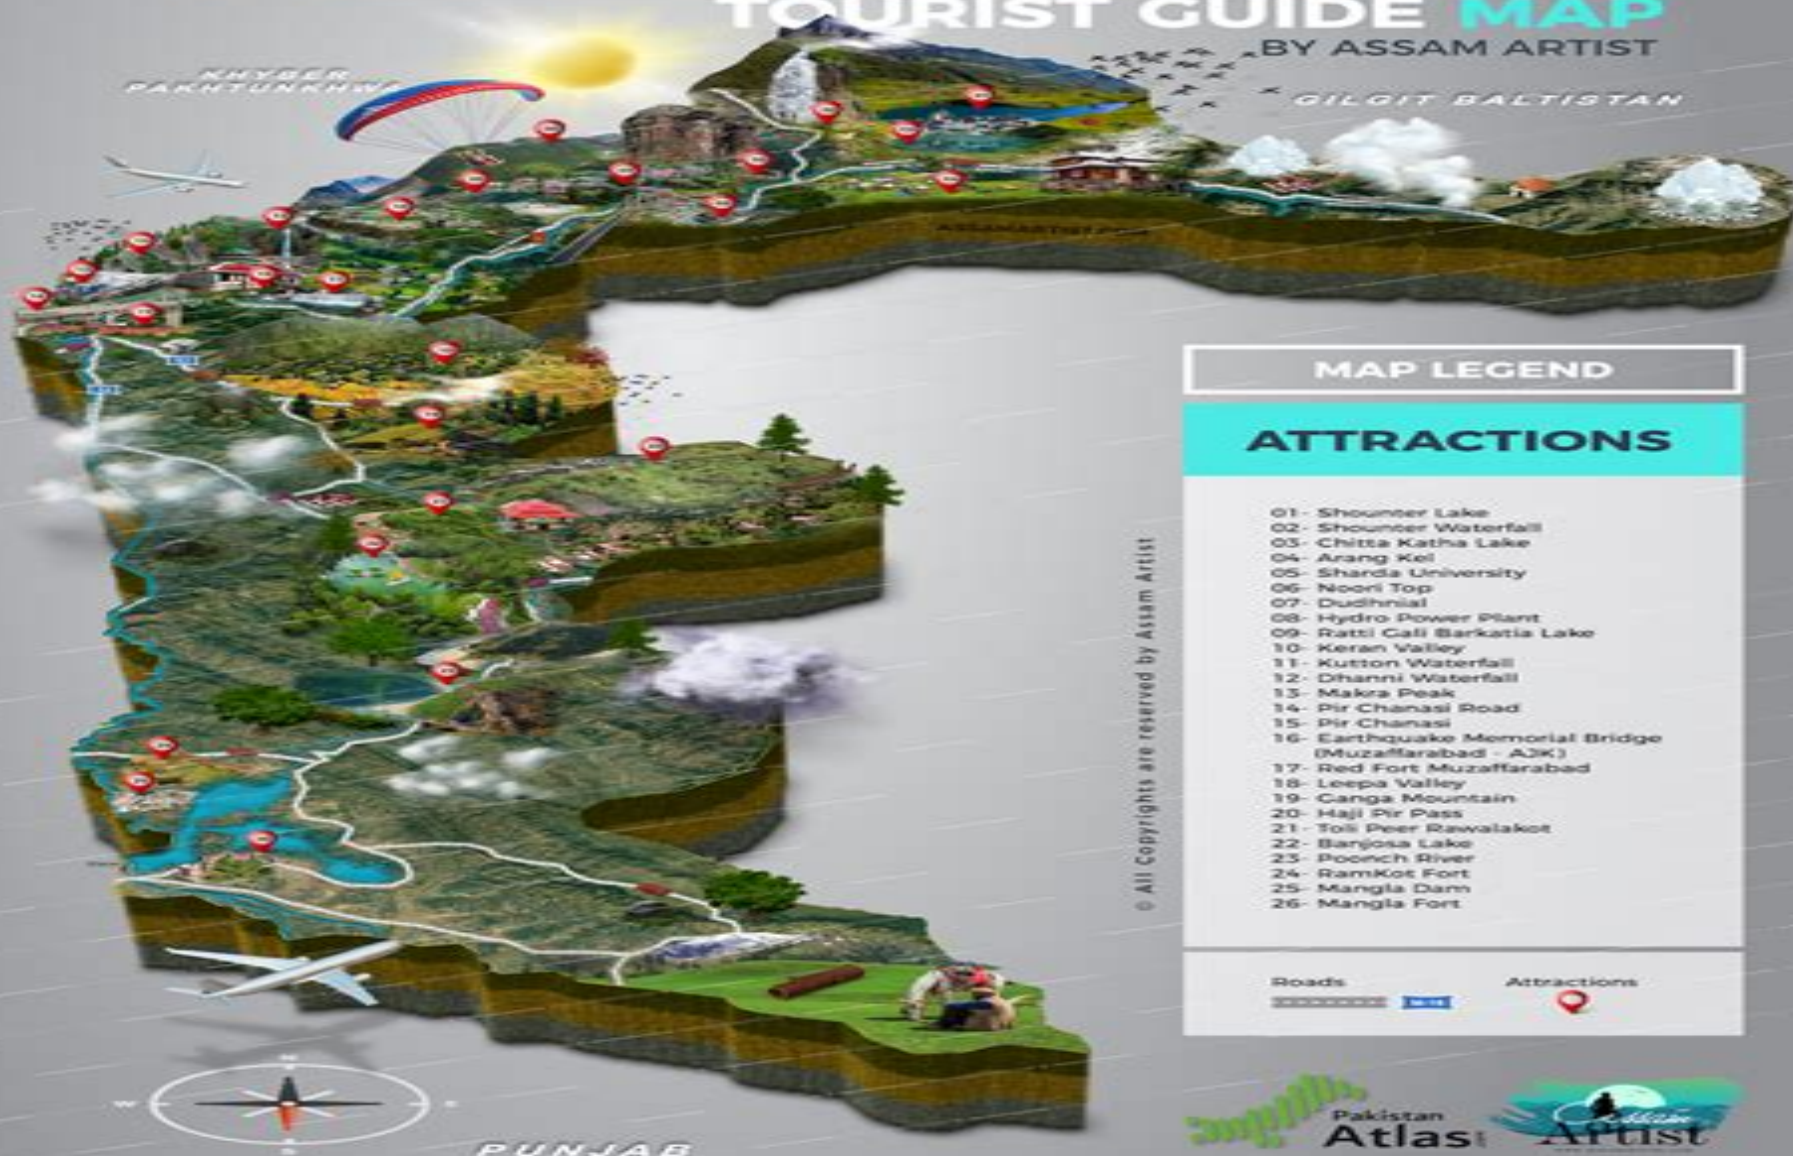 TOURIST GUIDE MAP
BY ASSAM ARTIST
KHYBER
PAKHTUNKHWA
GILGIT BALTISTAN
ASSAMARTIST.COM
MAP LEGEND
ATTRACTIONS
01- Shounter Lake
02- Shounter Waterfall
03- Chitta Katha Lake
04- Arang Kel
05- Sharda University
06- Noori Top
07- Dudhnial
08- Hydro Power Plant
09- Ratti Gali Barkatia Lake
10- Keran Valley
11- Kutton Waterfall
12- Dhanni Waterfall
13- Makra Peak
14- Pir Chanasi Road
15- Pir Chanasi
16- Earthquake Memorial Bridge
(Muzaffarabad - AJK)
17- Red Fort Muzaffarabad
18- Leepa Valley
19- Ganga Mountain
20- Haji Pir Pass
21- Toli Peer Rawalakot
22- Banjosa Lake
23- Poonch River
24- RamKot Fort
25- Mangla Dam
26- Mangla Fort
© All Copyrights are reserved by Assam Artist
Roads
Attractions
N
W
E
S
PUNJAB
Pakistan
Atlas
Assam
Artist